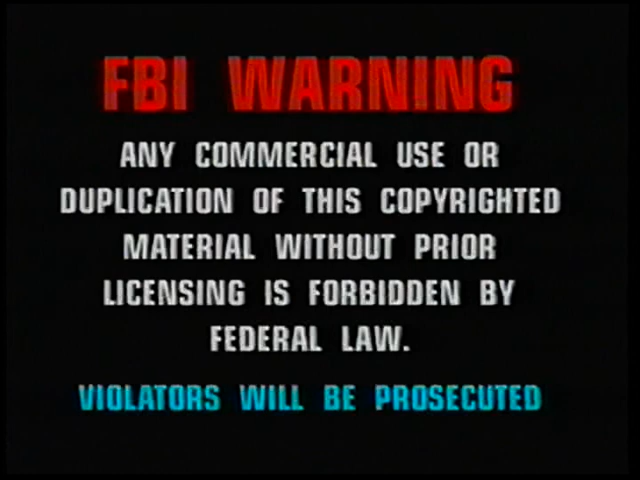 FBI WARNING
ANY COMMERCIAL USE OR
DUPLICATION OF THIS COPYRIGHTED
MATERIAL WITHOUT PRIOR
LICENSING IS FORBIDDEN BY
FEDERAL LAW.
VIOLATORS WILL BE PROSECUTED